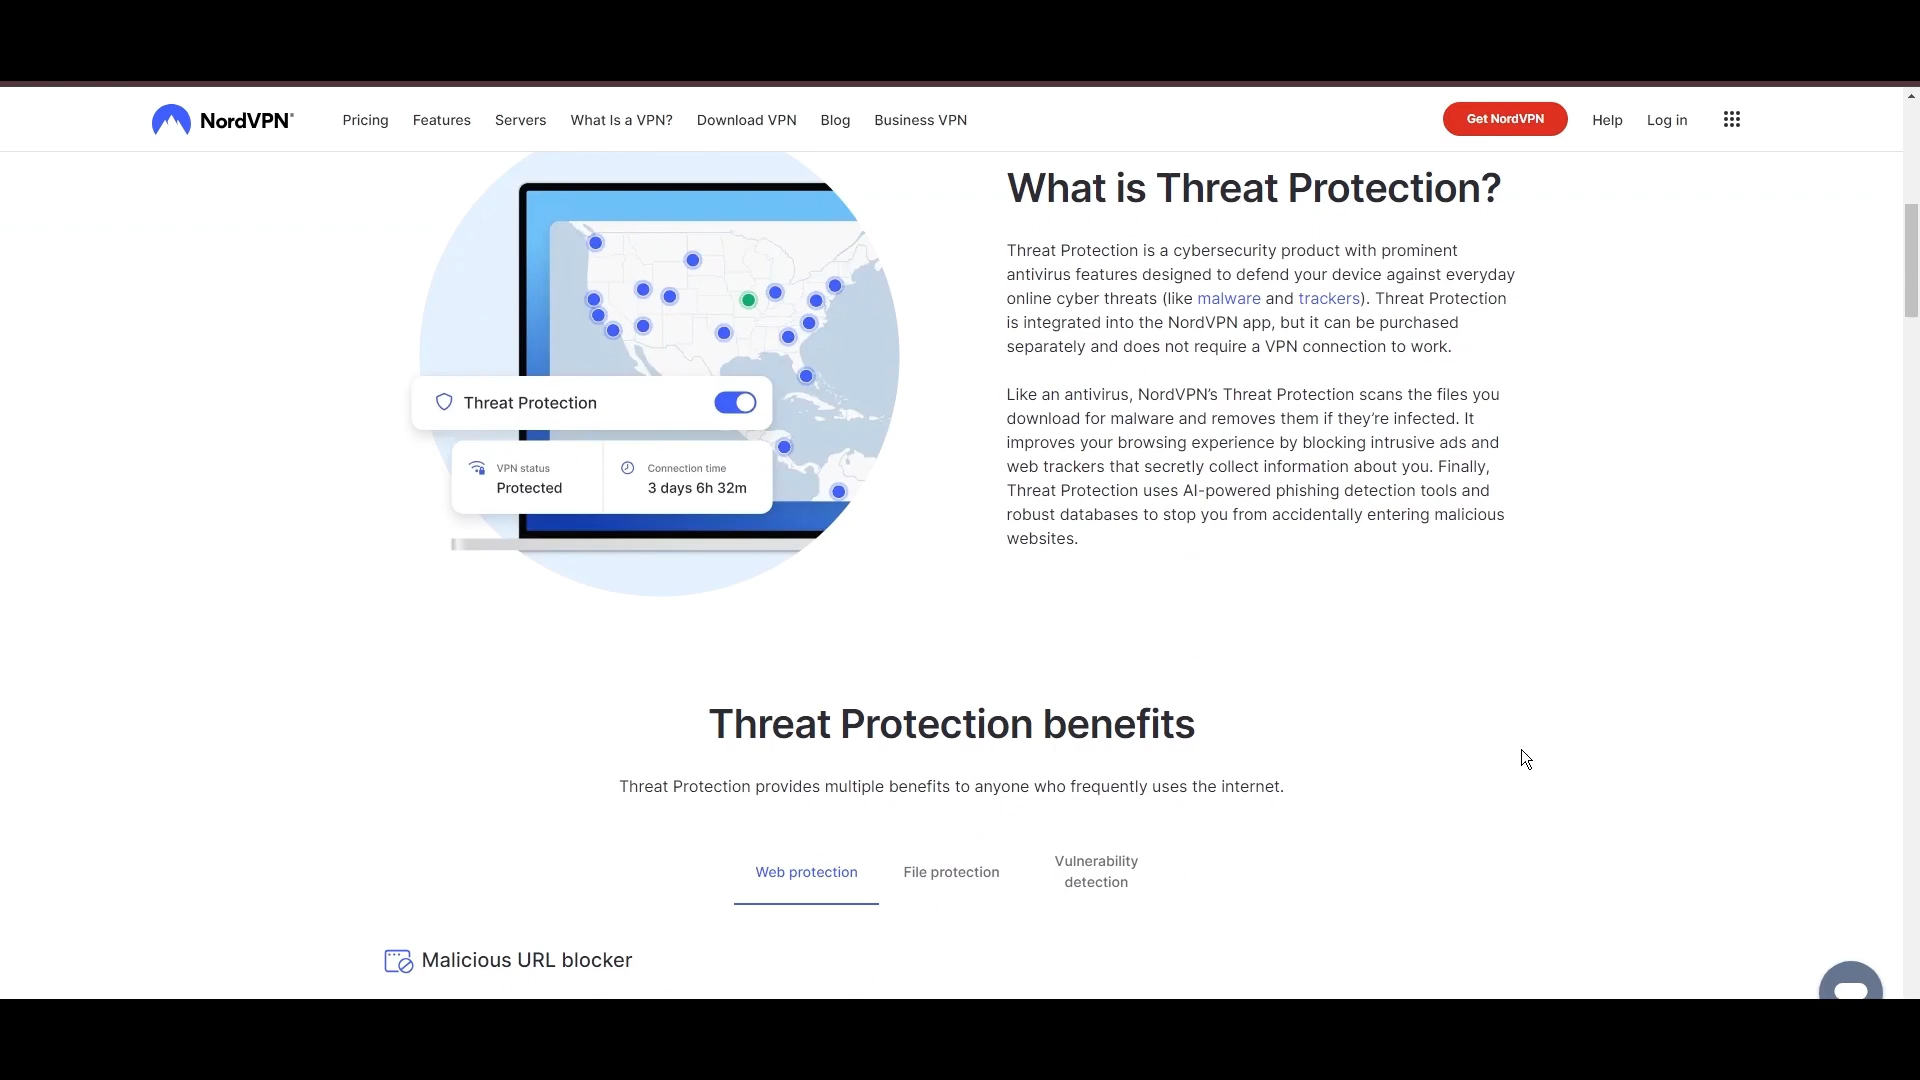 NordVPN®
Pricing
Features
Servers
What Is a VPN?
Download VPN
Blog
Business VPN
Get NordVPN
Help
Log in
Threat Protection
VPN status
Protected
Connection time
3 days 6h 32m
What is Threat Protection?
Threat Protection is a cybersecurity product with prominent
antivirus features designed to defend your device against everyday
online cyber threats (like malware and trackers). Threat Protection
is integrated into the NordVPN app, but it can be purchased
separately and does not require a VPN connection to work.
Like an antivirus, NordVPN’s Threat Protection scans the files you
download for malware and removes them if they’re infected. It
improves your browsing experience by blocking intrusive ads and
web trackers that secretly collect information about you. Finally,
Threat Protection uses AI-powered phishing detection tools and
robust databases to stop you from accidentally entering malicious
websites.
Threat Protection benefits
Threat Protection provides multiple benefits to anyone who frequently uses the internet.
Web protection
File protection
Vulnerability
detection
Malicious URL blocker